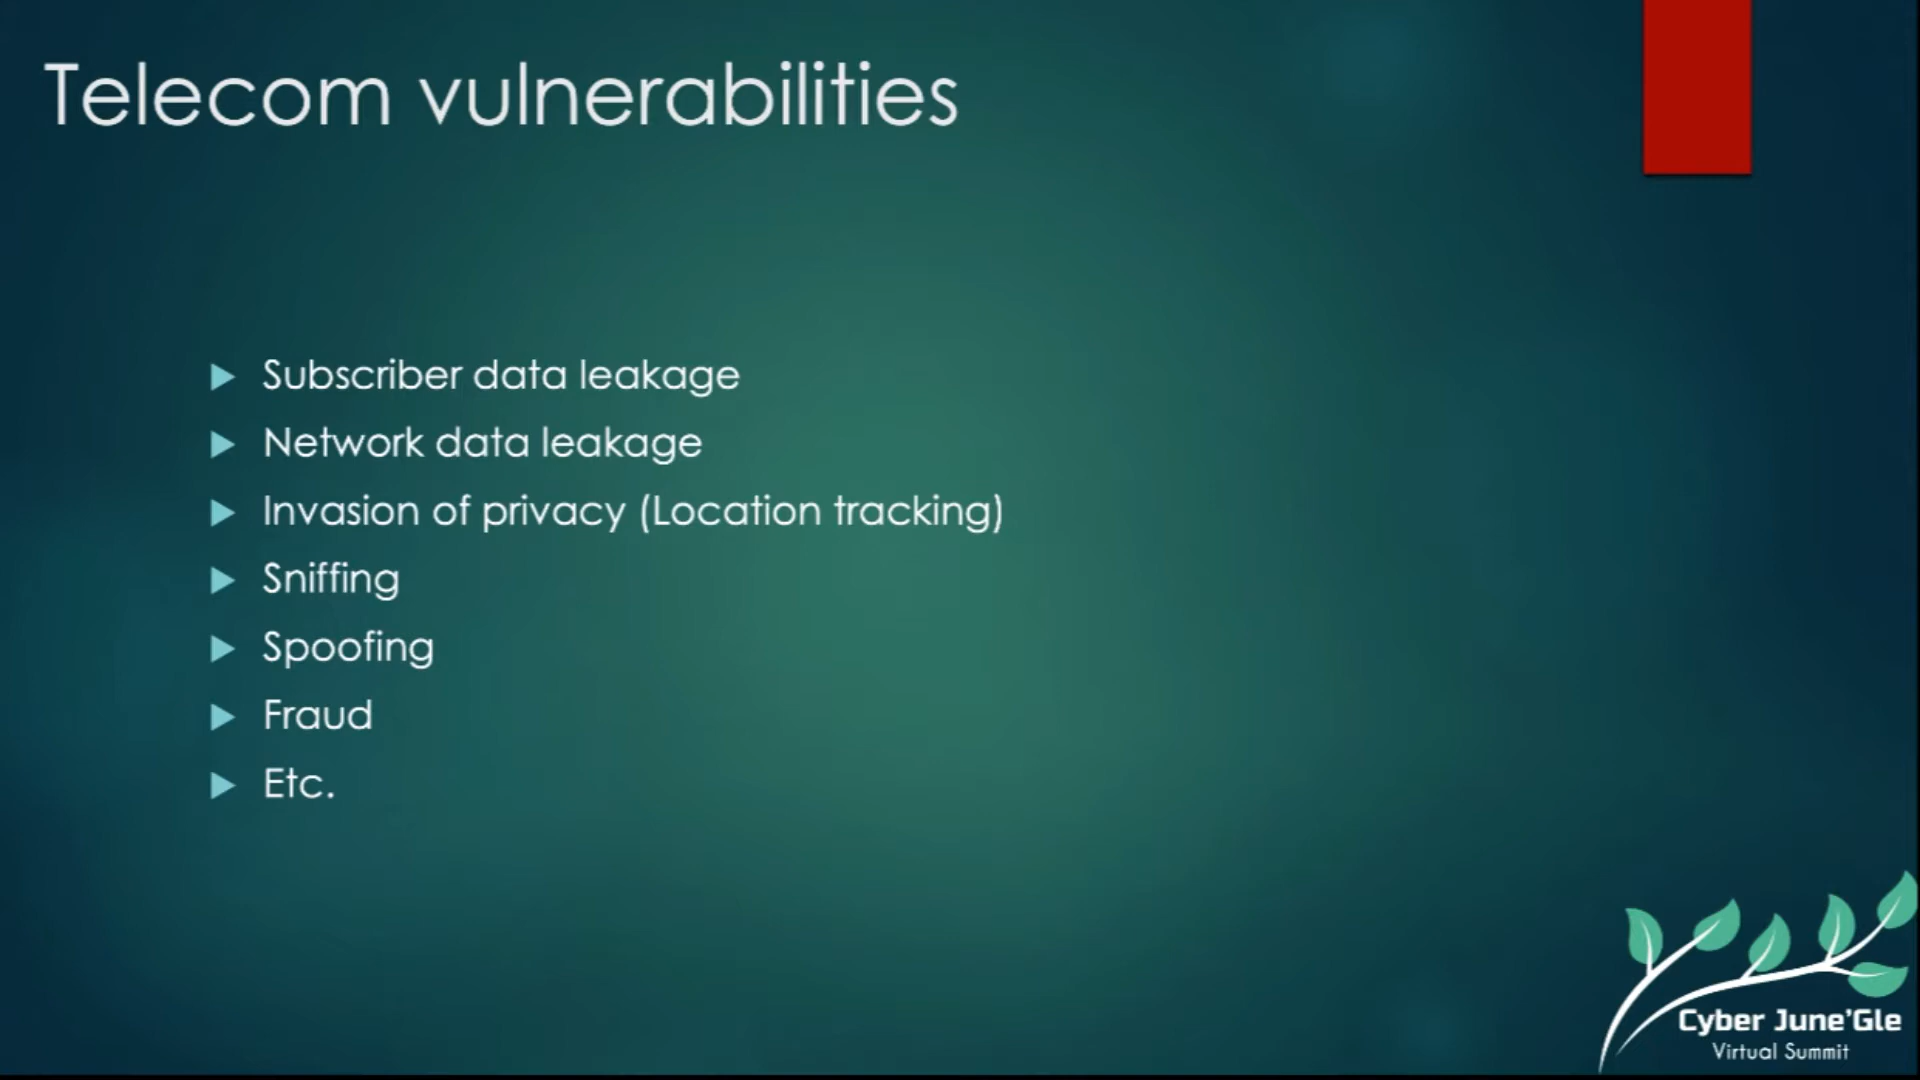 Telecom vulnerabilities
Subscriber data leakage
Network data leakage
Invasion of privacy (Location tracking)
Sniffing
Spoofing
Fraud
Etc.
Cyber June'Gle
Virtual Summit